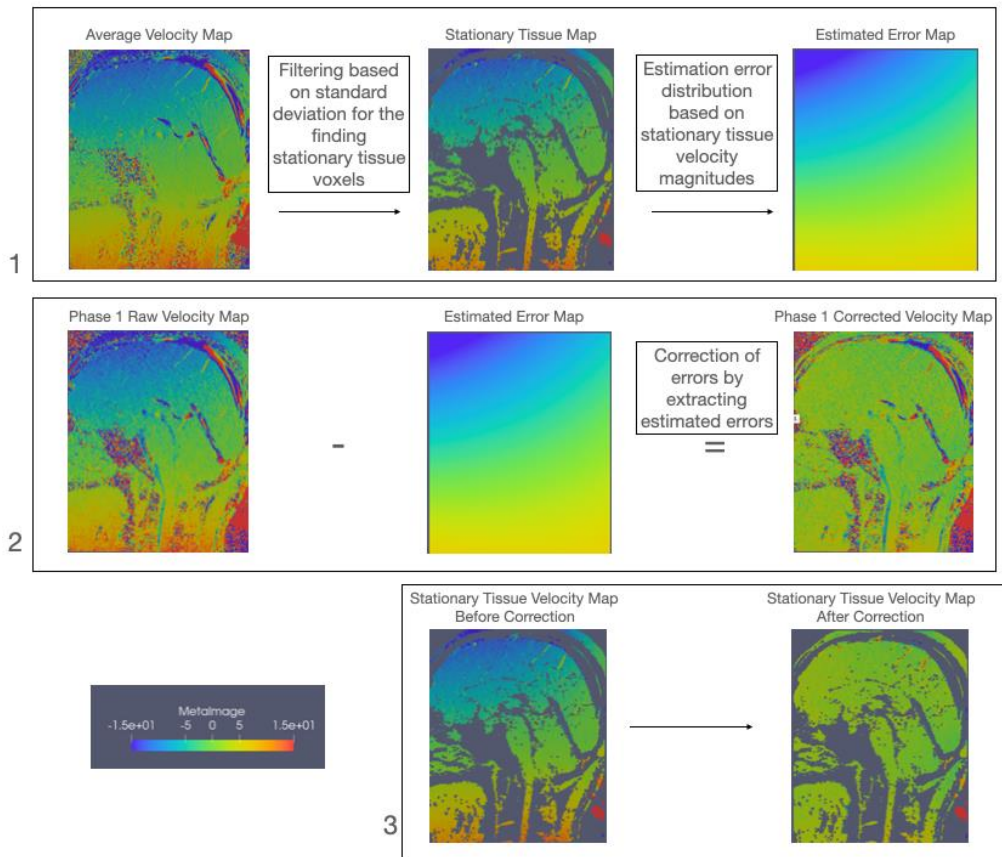 Average Velocity Map
Stationary Tissue Map
Estimated Error Map
Filtering based
on standard
deviation for the
finding
stationary tissue
voxels
Estimation error
distribution
based on
stationary tissue
velocity
magnitudes
1
Phase 1 Raw Velocity Map
Estimated Error Map
Phase 1 Corrected Velocity Map
-
Correction of
errors by
extracting
estimated errors
=
2
Stationary Tissue Velocity Map
Before Correction
Stationary Tissue Velocity Map
After Correction
MetaImage
-1.5e+01 -5 0 5 1.5e+01
3